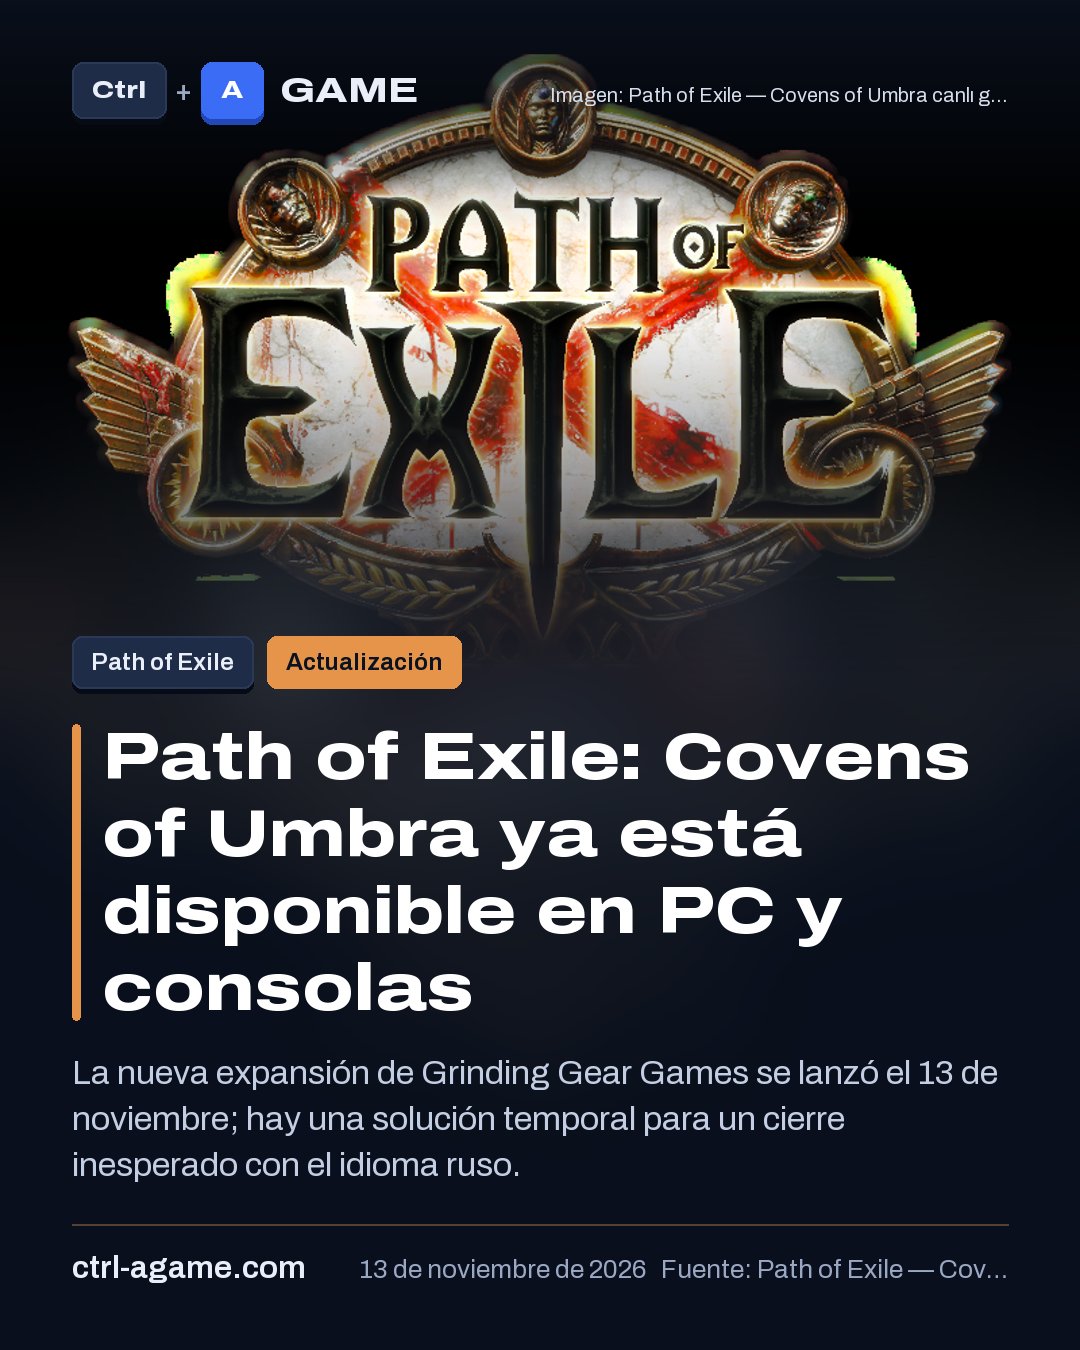 Ctrl + A GAME
Imagen: Path of Exile — Covens of Umbra canlı g...
PATH OF
EXILE
Path of Exile
Actualización
Path of Exile: Covens
of Umbra ya está
disponible en PC y
consolas
La nueva expansión de Grinding Gear Games se lanzó el 13 de
noviembre; hay una solución temporal para un cierre
inesperado con el idioma ruso.
ctrl-agame.com
13 de noviembre de 2026 Fuente: Path of Exile — Cov...